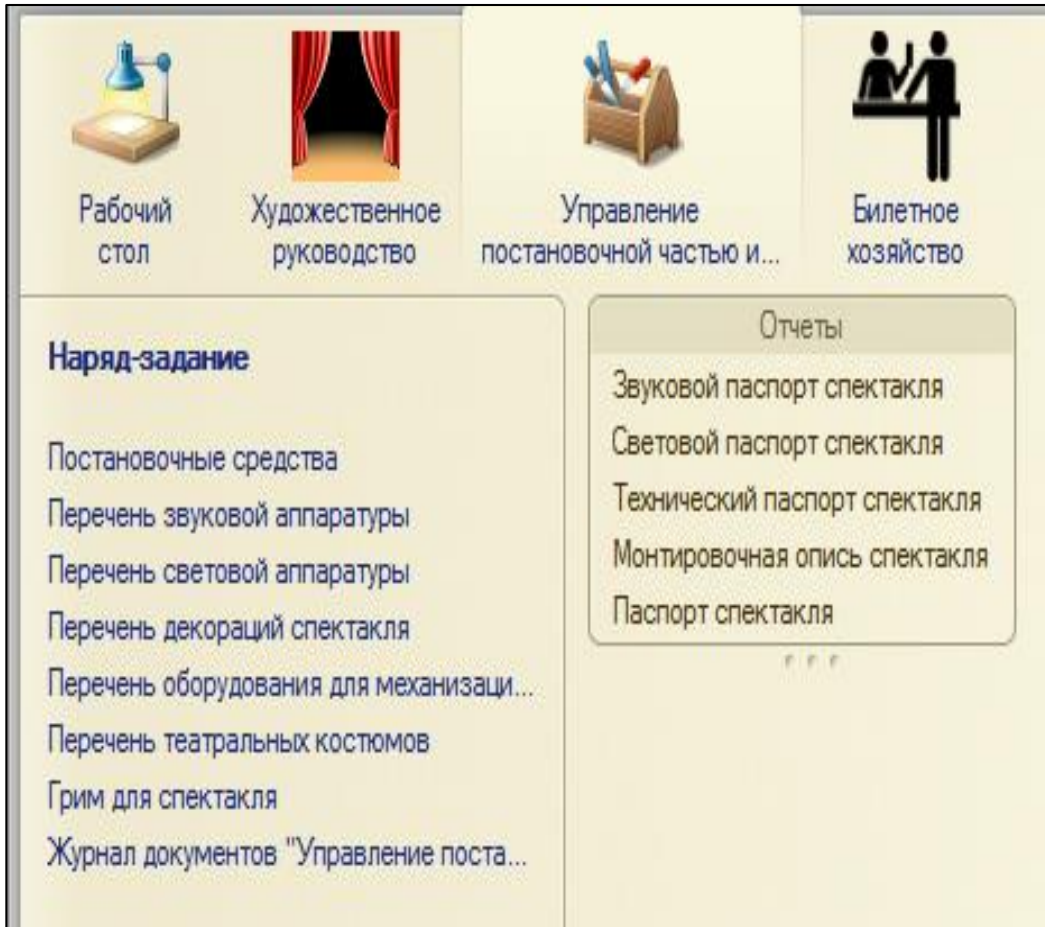 Рабочий
стол
Художественное
руководство
Управление
постановочной частью и...
Билетное
хозяйство
Наряд-задание
Постановочные средства
Перечень звуковой аппаратуры
Перечень световой аппаратуры
Перечень декораций спектакля
Перечень оборудования для механизаци...
Перечень театральных костюмов
Грим для спектакля
Журнал документов "Управление поста...
Отчеты
Звуковой паспорт спектакля
Световой паспорт спектакля
Технический паспорт спектакля
Монтировочная опись спектакля
Паспорт спектакля